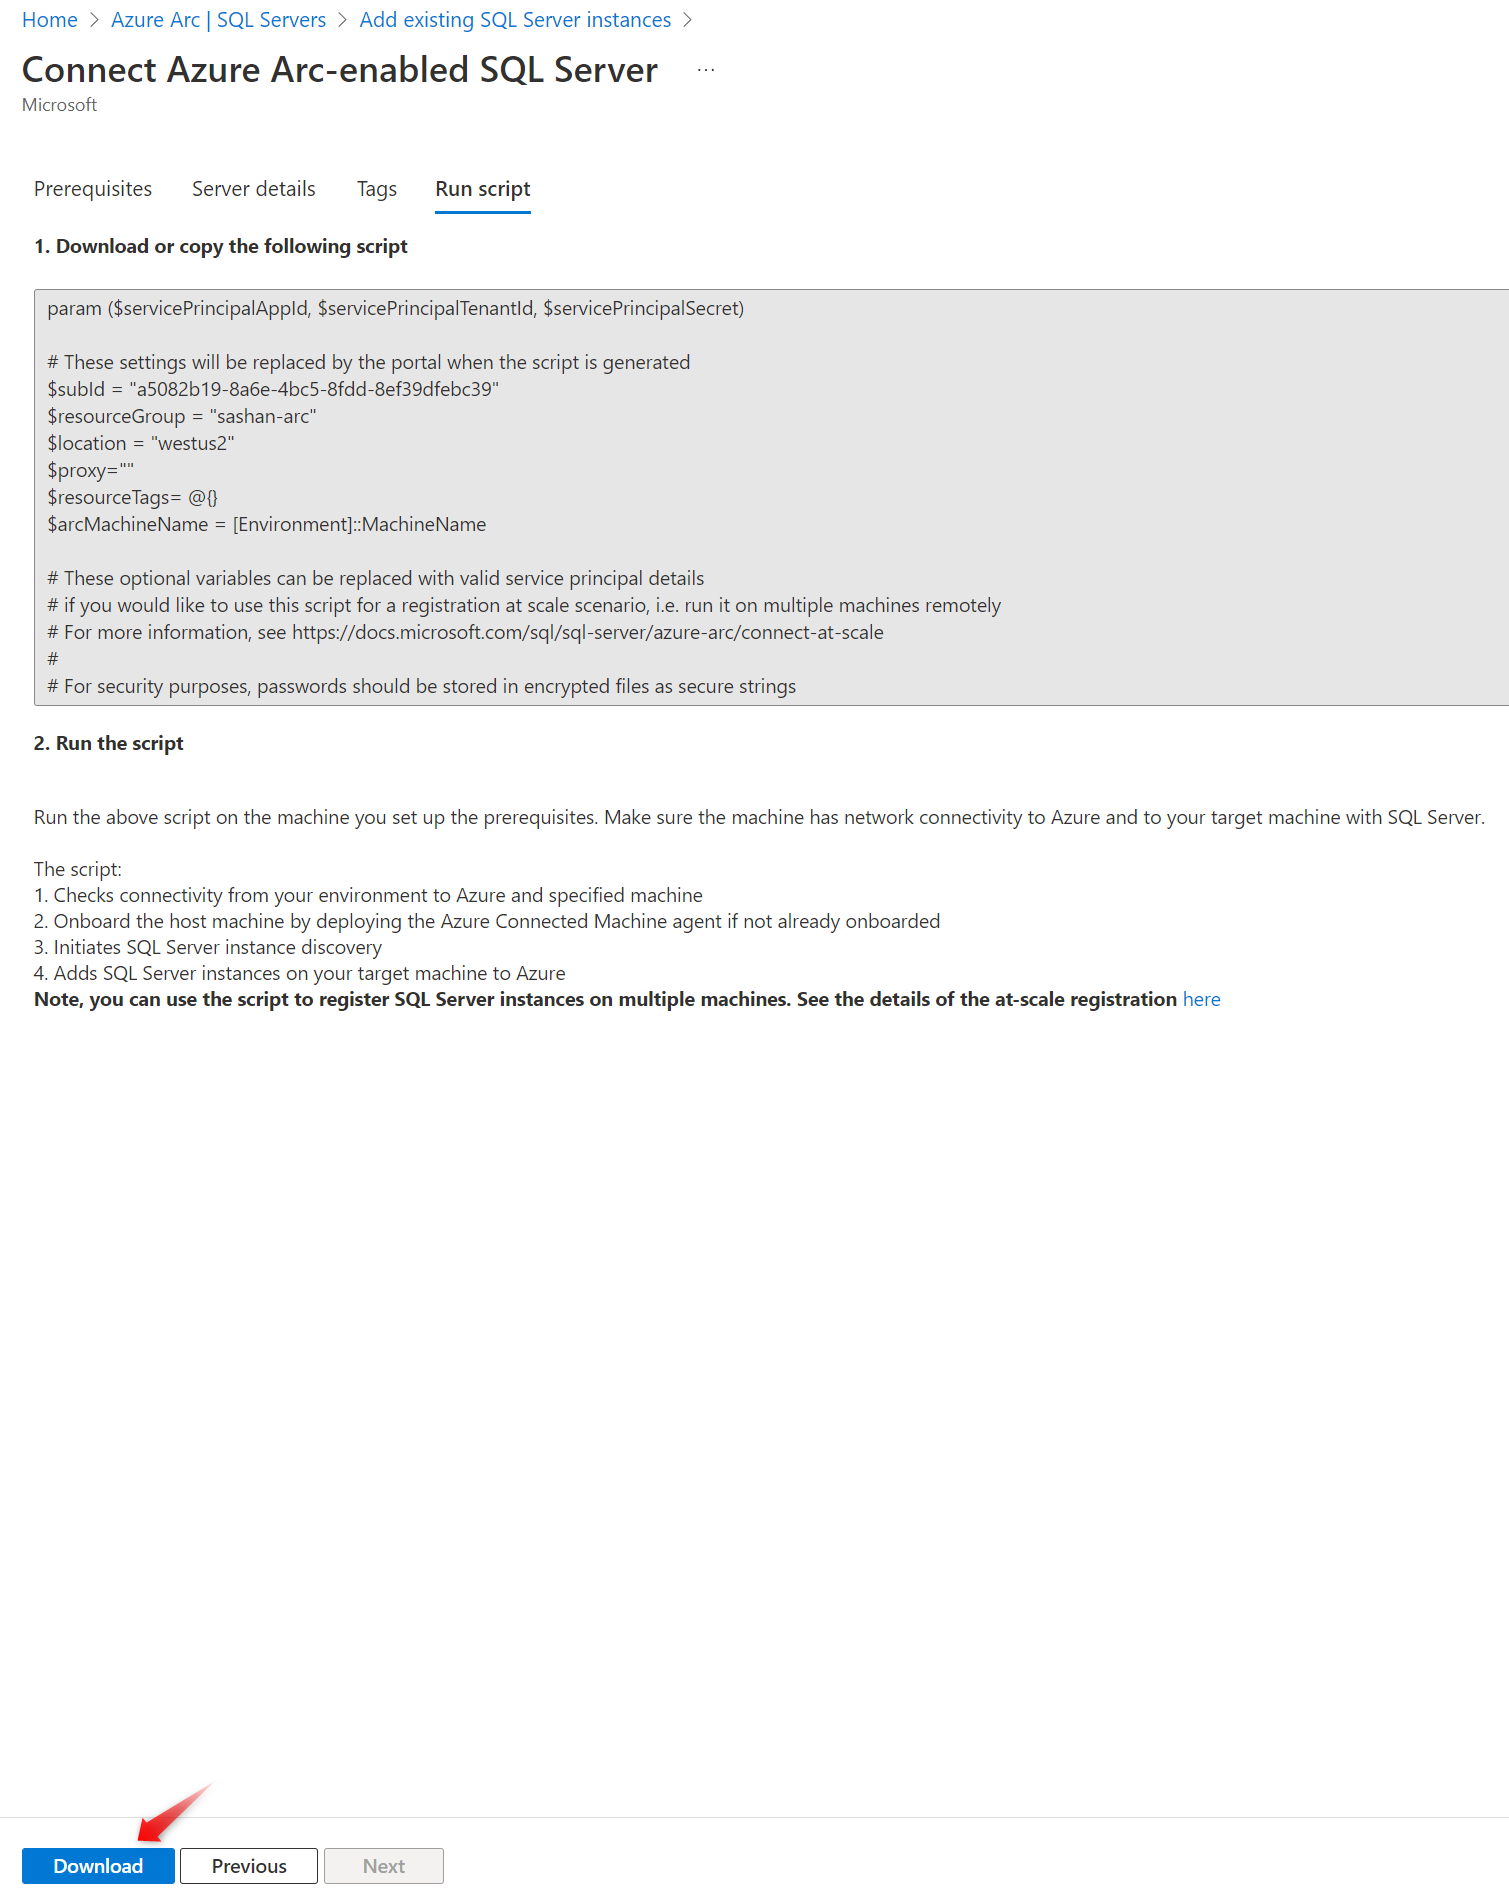 Home > Azure Arc | SQL Servers > Add existing SQL Server instances >
Connect Azure Arc-enabled SQL Server ...
Microsoft
Prerequisites Server details Tags Run script
1. Download or copy the following script
param ($servicePrincipalAppId, $servicePrincipalTenantId, $servicePrincipalSecret)
# These settings will be replaced by the portal when the script is generated
$subId = "a5082b19-8a6e-4bc5-8fdd-8ef39dfebc39"
$resourceGroup = "sashan-arc"
$location = "westus2"
$proxy=""
$resourceTags= @{}
$arcMachineName = [Environment]::MachineName
# These optional variables can be replaced with valid service principal details
# if you would like to use this script for a registration at scale scenario, i.e. run it on multiple machines remotely
# For more information, see https://docs.microsoft.com/sql/sql-server/azure-arc/connect-at-scale
#
# For security purposes, passwords should be stored in encrypted files as secure strings
2. Run the script
Run the above script on the machine you set up the prerequisites. Make sure the machine has network connectivity to Azure and to your target machine with SQL Server.
The script:
1. Checks connectivity from your environment to Azure and specified machine
2. Onboard the host machine by deploying the Azure Connected Machine agent if not already onboarded
3. Initiates SQL Server instance discovery
4. Adds SQL Server instances on your target machine to Azure
Note, you can use the script to register SQL Server instances on multiple machines. See the details of the at-scale registration here
Download Previous Next